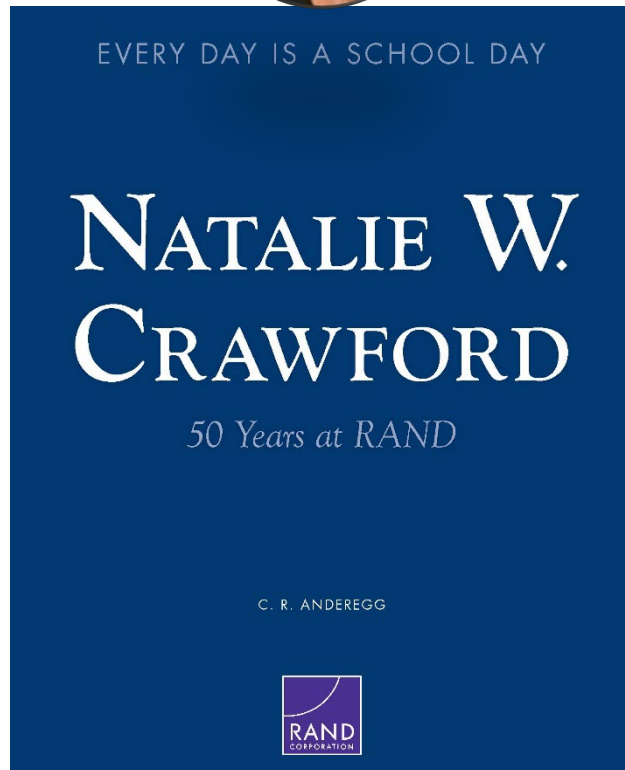 EVERY DAY IS A SCHOOL DAY
NATALIE W.
CRAWFORD
50 Years at RAND
C. R. ANDEREGG
RAND
CORPORATION